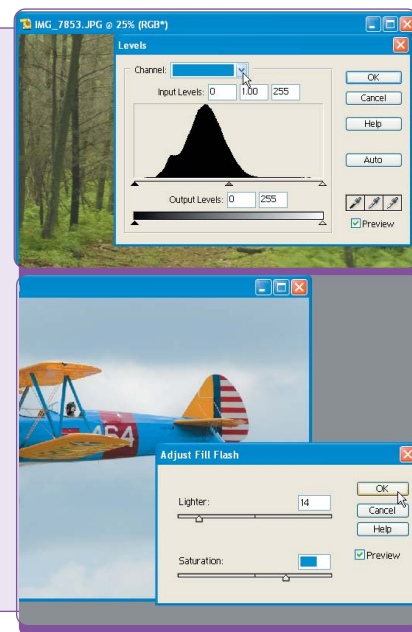 IMG_7853.JPG @ 25% (RGB*)
Levels
Channel:
OK
Input Levels: 0 1.00 255
Cancel
Help
Auto
Output Levels: 0 255
Preview
464
Adjust Fill Flash
OK
Lighter: 14
Cancel
Help
Saturation:
Preview